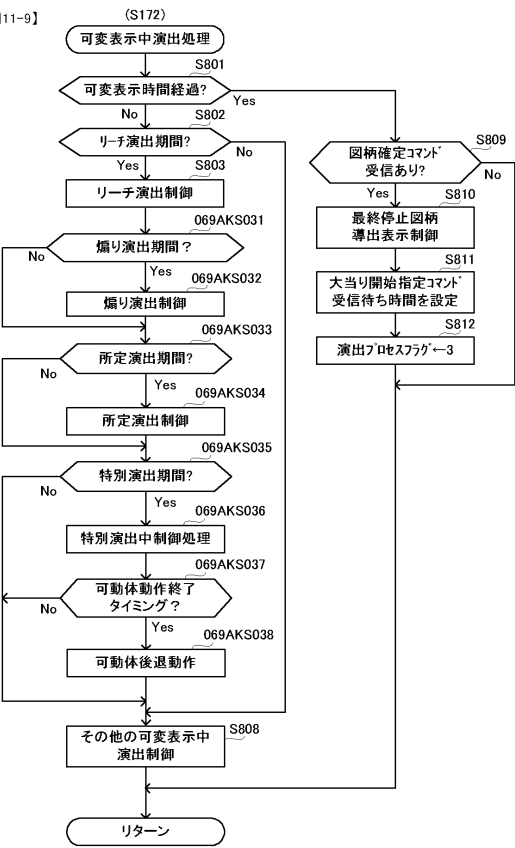 11-9】
(S172)
可変表示中演出処理
S801
可変表示時間経過?
No
Yes
S802
リーチ演出期間?
No
Yes
S803
リーチ演出制御
069AKS031
煽り演出期間?
No
Yes
069AKS032
煽り演出制御
069AKS033
所定演出期間?
No
Yes
069AKS034
所定演出制御
069AKS035
特別演出期間?
No
Yes
069AKS036
特別演出中制御処理
069AKS037
可動体動作終了
タイミング?
No
Yes
069AKS038
可動体後退動作
S808
その他の可変表示中
演出制御
リターン
S809
図柄確定コマンド
受信あり?
No
Yes
S810
最終停止図柄
導出表示制御
S811
大当り開始指定コマンド
受信待ち時間を設定
S812
演出プロセスフラグ←3